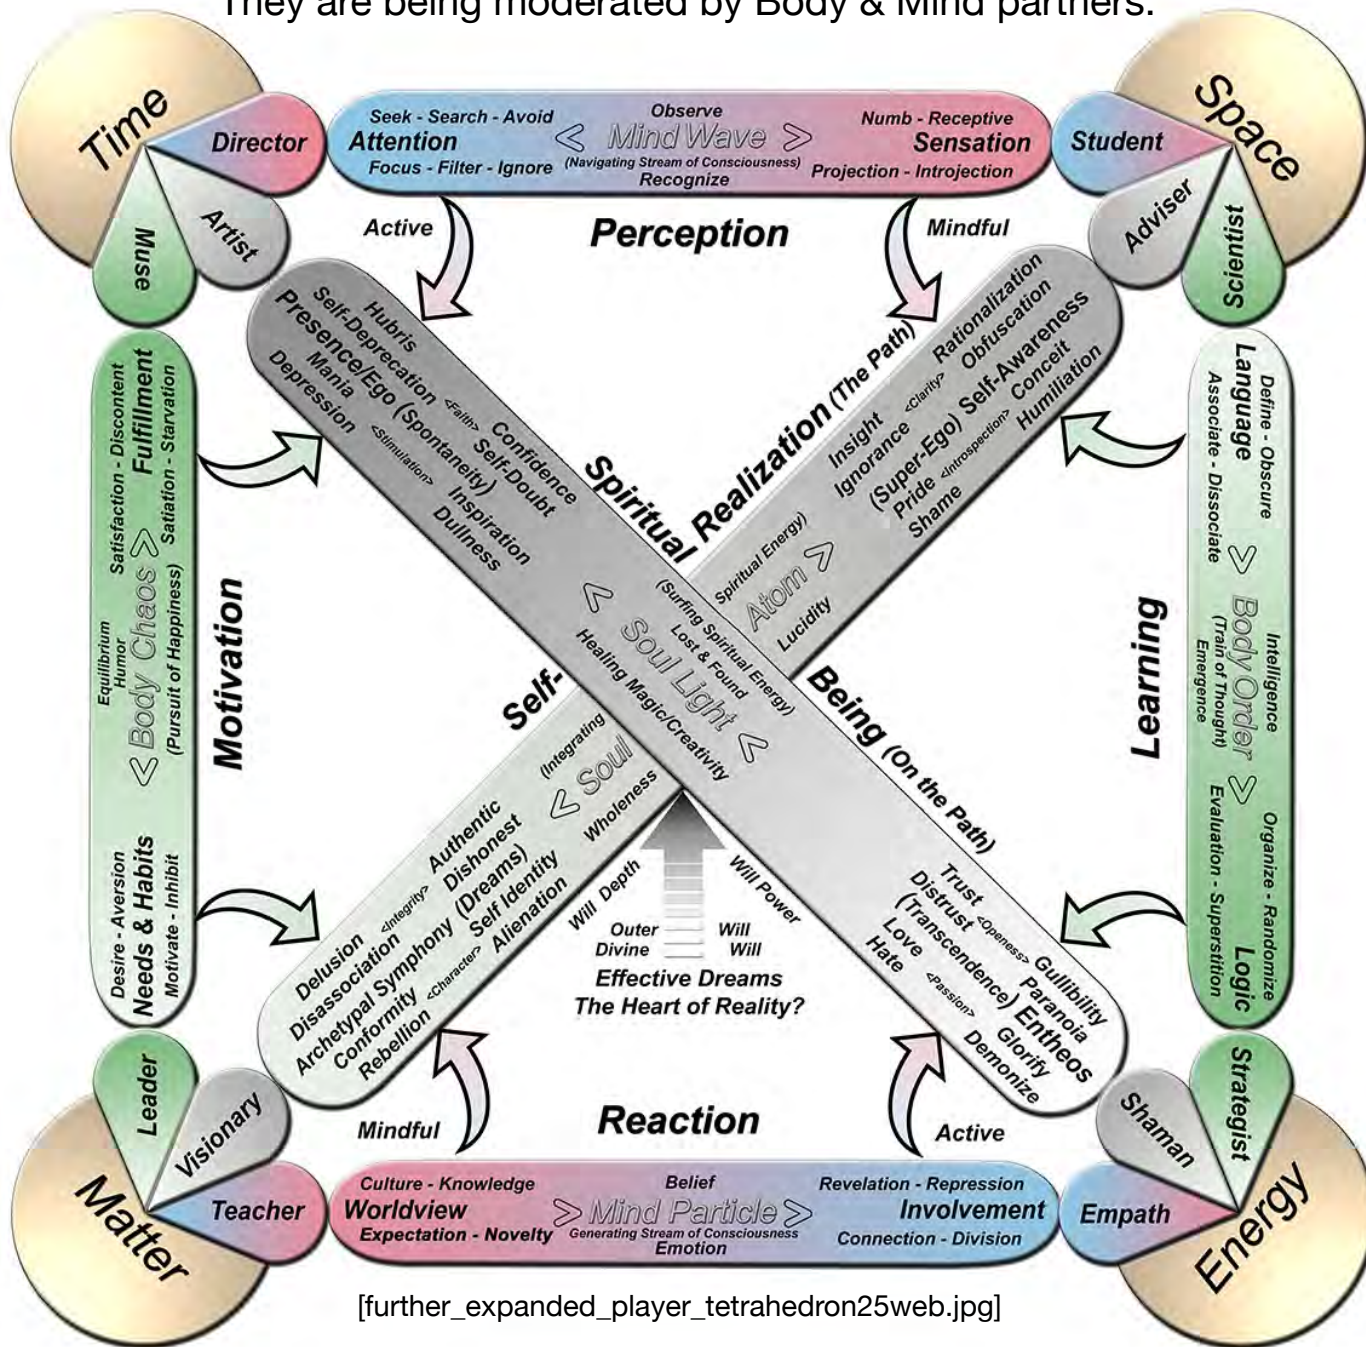 They are being moderated by Body & Mind partners.
Time
Director
Artist
Muse
Seek - Search - Avoid
Attention
Focus - Filter - Ignore
Observe
< Mind Wave >
(Navigating Stream of Consciousness)
Recognize
Numb - Receptive
Sensation
Projection - Introjection
Space
Student
Adviser
Scientist
Active
Perception
Mindful
Hubris
Self-Deprecation
<Faith>
Confidence
Self-Doubt
Presence/Ego (Spontaneity)
Mania
Depression
<Stimulation>
Inspiration
Dullness
Spiritual
Being (On the Path)
(Surfing Spiritual Energy)
Lost & Found
< Soul Light >
Healing Magic/Creativity
Trust
Distrust
<Openess>
Gullibility
Paranoia
(Transcendence) Entheos
Love
Hate
<Passion>
Glorify
Demonize
Self-
Realization (The Path)
Rationalization
Obfuscation
<Clarity>
Insight
Ignorance
(Super-Ego) Self-Awareness
Pride
Shame
<Introspection>
Conceit
Humiliation
Spiritual Energy)
Atom >
Lucidity
(Integrating
< Soul
Wholeness
Authentic
Dishonest
<Integrity>
Delusion
Disassociation
Archetypal Symphony (Dreams)
Self Identity
Alienation
<Character>
Conformity
Rebellion
Satisfaction - Discontent
Fulfillment
Satiation - Starvation
Equilibrium
Humor
< Body Chaos >
(Pursuit of Happiness)
Desire - Aversion
Needs & Habits
Motivate - Inhibit
Motivation
Define - Obscure
Language
Associate - Dissociate
Intelligence
> Body Order >
(Train of Thought)
Emergence
Organize - Randomize
Logic
Evaluation - Superstition
Learning
Will Depth
Will Power
Outer Will
Divine Will
Effective Dreams
The Heart of Reality?
Mindful
Reaction
Active
Leader
Visionary
Teacher
Matter
Culture - Knowledge
Worldview
Expectation - Novelty
Belief
> Mind Particle >
Generating Stream of Consciousness
Emotion
Revelation - Repression
Involvement
Connection - Division
Strategist
Shaman
Empath
Energy
[further_expanded_player_tetrahedron25web.jpg]